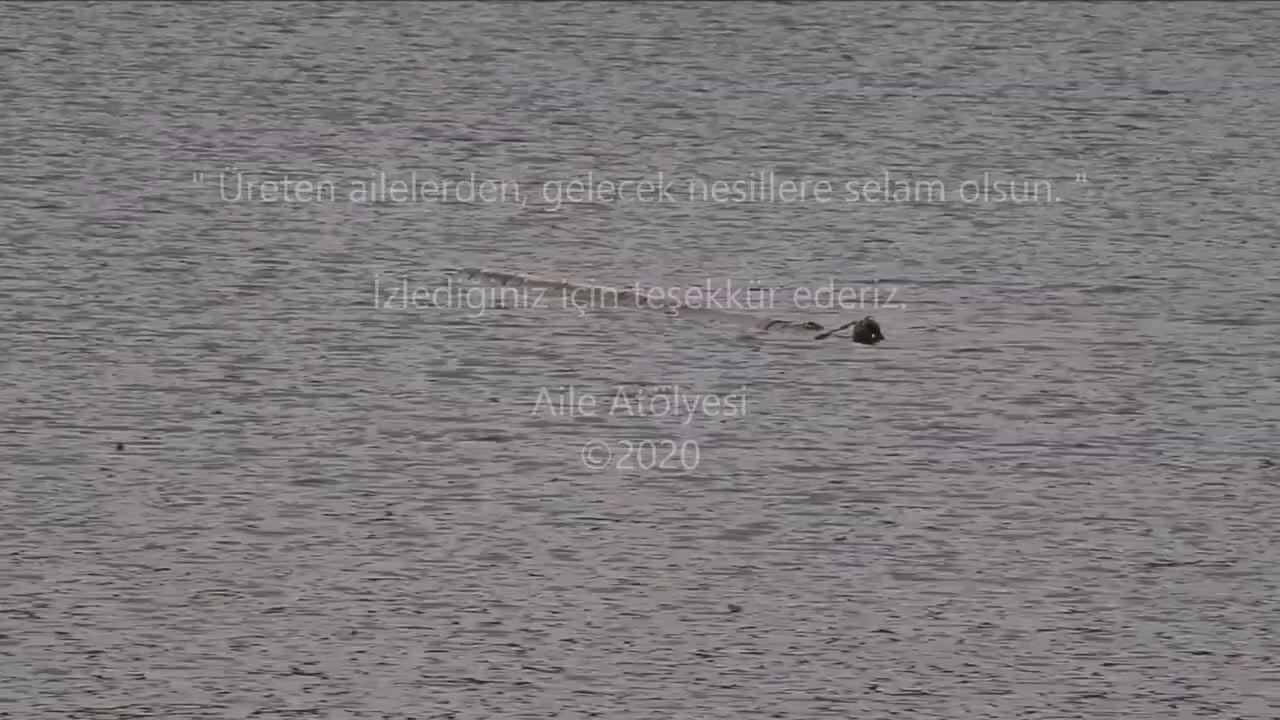 " Üreten ailelerden, gelecek nesillere selam olsun. "
İzlediğiniz için teşekkür ederiz.
Aile Atölyesi
©2020